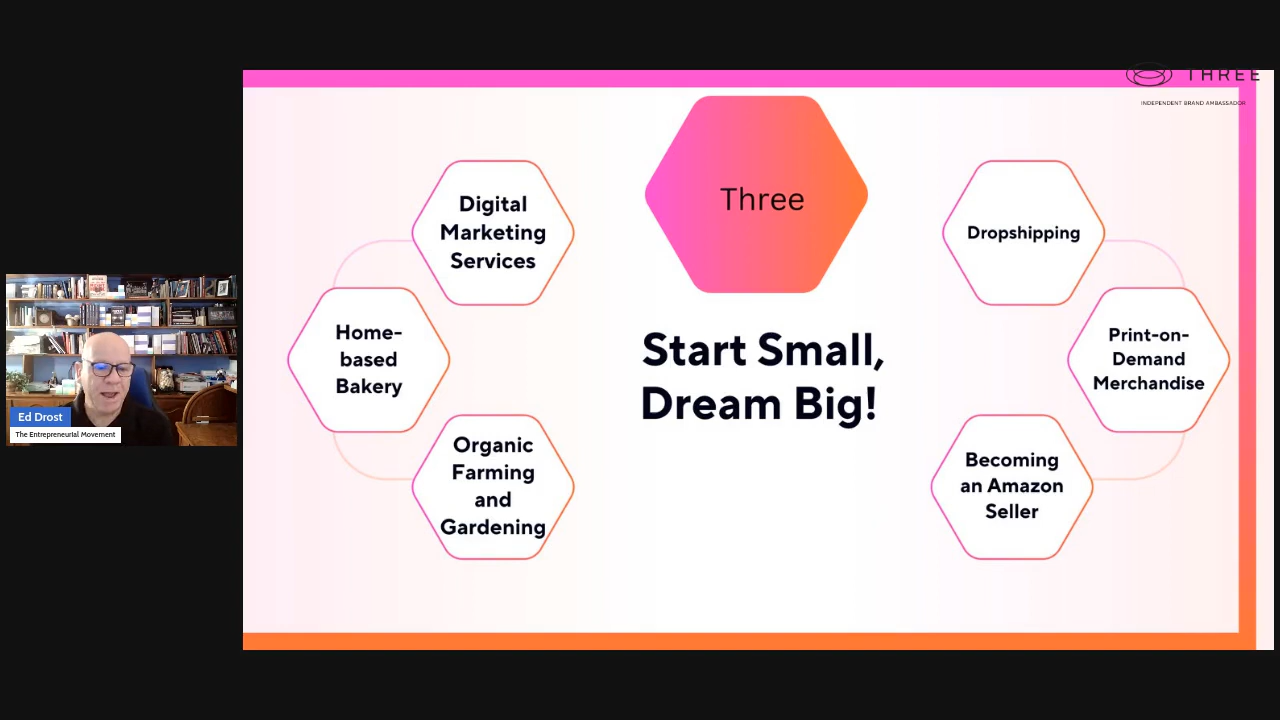 THREE
INDEPENDENT BRAND AMBASSADOR
Three
Start Small,
Dream Big!
Digital
Marketing
Services
Home-
based
Bakery
Organic
Farming
and
Gardening
Dropshipping
Print-on-
Demand
Merchandise
Becoming
an Amazon
Seller
Ed Drost
The Entrepreneurial Movement